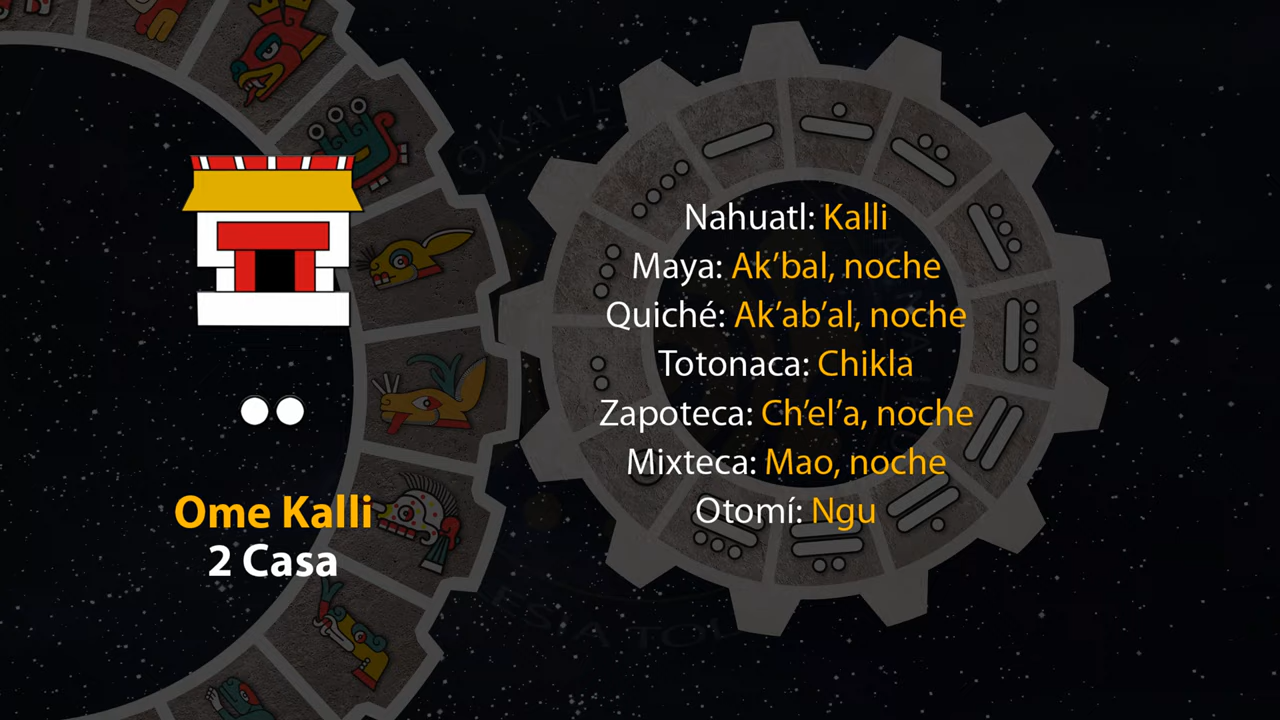 Nahuatl: Kalli
Maya: Ak’bal, noche
Quiché: Ak’ab’al, noche
Totonaca: Chikla
Zapoteca: Ch’el’a, noche
Mixteca: Mao, noche
Otomí: Ngu
Ome Kalli
2 Casa